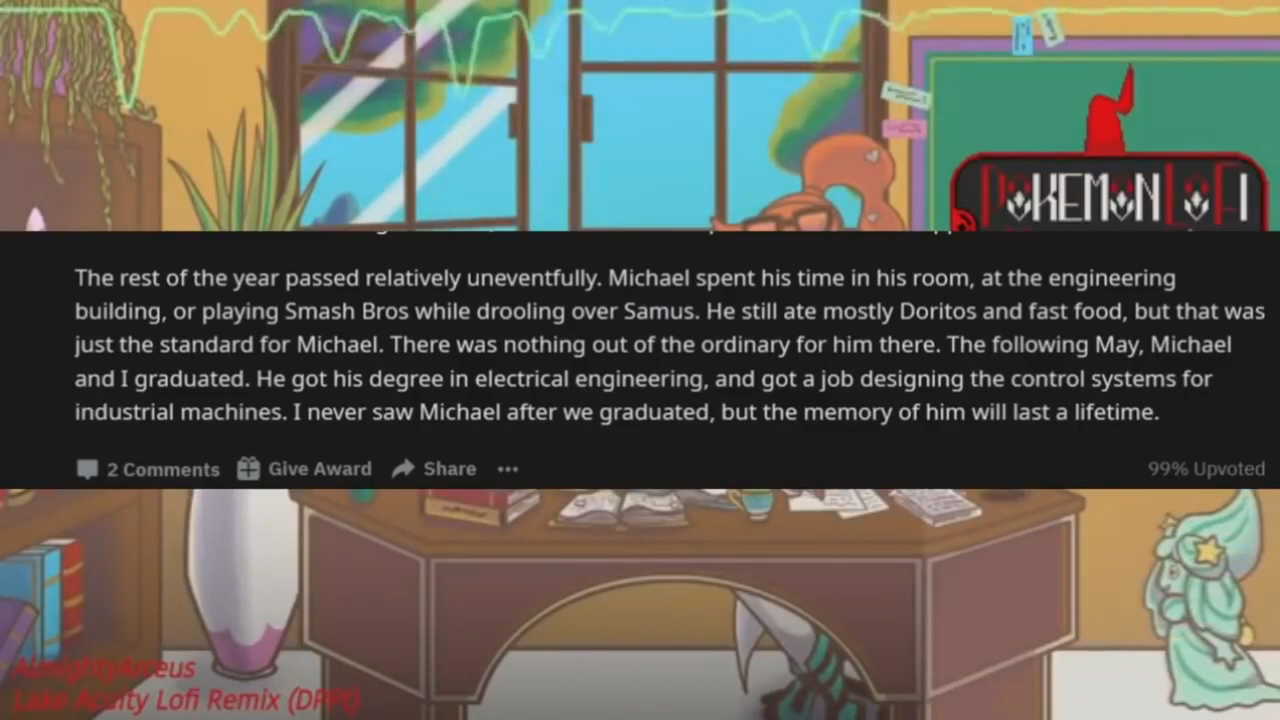 POKEMON LOFI
The rest of the year passed relatively uneventfully. Michael spent his time in his room, at the engineering
building, or playing Smash Bros while drooling over Samus. He still ate mostly Doritos and fast food, but that was
just the standard for Michael. There was nothing out of the ordinary for him there. The following May, Michael
and I graduated. He got his degree in electrical engineering, and got a job designing the control systems for
industrial machines. I never saw Michael after we graduated, but the memory of him will last a lifetime.
2 Comments Give Award Share ...
99% Upvoted
AlmightyArceus
Lake Acuity Lofi Remix (DPPt)